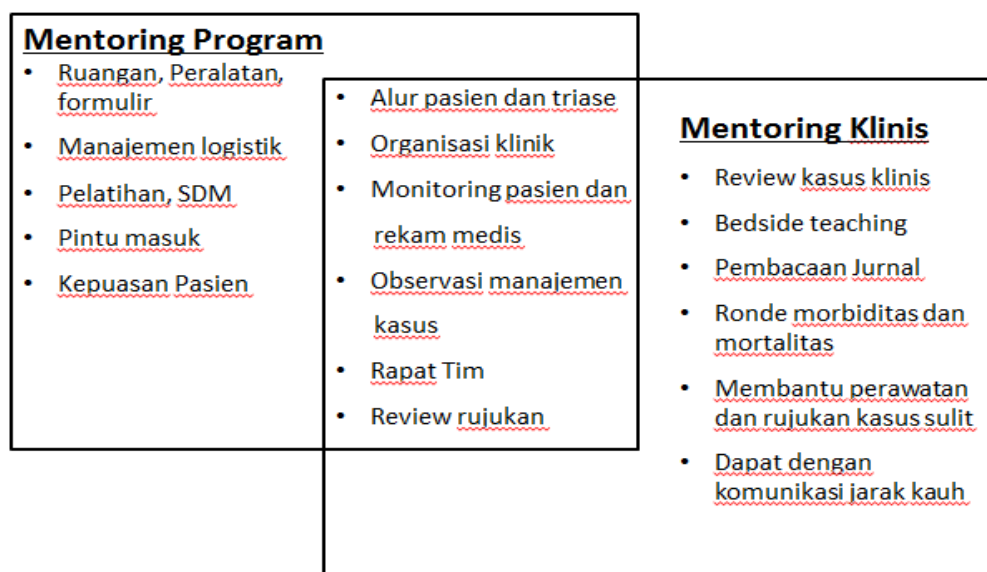 Mentoring Program
• Ruangan, Peralatan,
formulir
• Manajemen logistik
• Pelatihan, SDM
• Pintu masuk
• Kepuasan Pasien
• Alur pasien dan triase
• Organisasi klinik
• Monitoring pasien dan
rekam medis
• Observasi manajemen
kasus
• Rapat Tim
• Review rujukan
Mentoring Klinis
• Review kasus klinis
• Bedside teaching
• Pembacaan Jurnal
• Ronde morbiditas dan
mortalitas
• Membantu perawatan
dan rujukan kasus sulit
• Dapat dengan
komunikasi jarak kauh